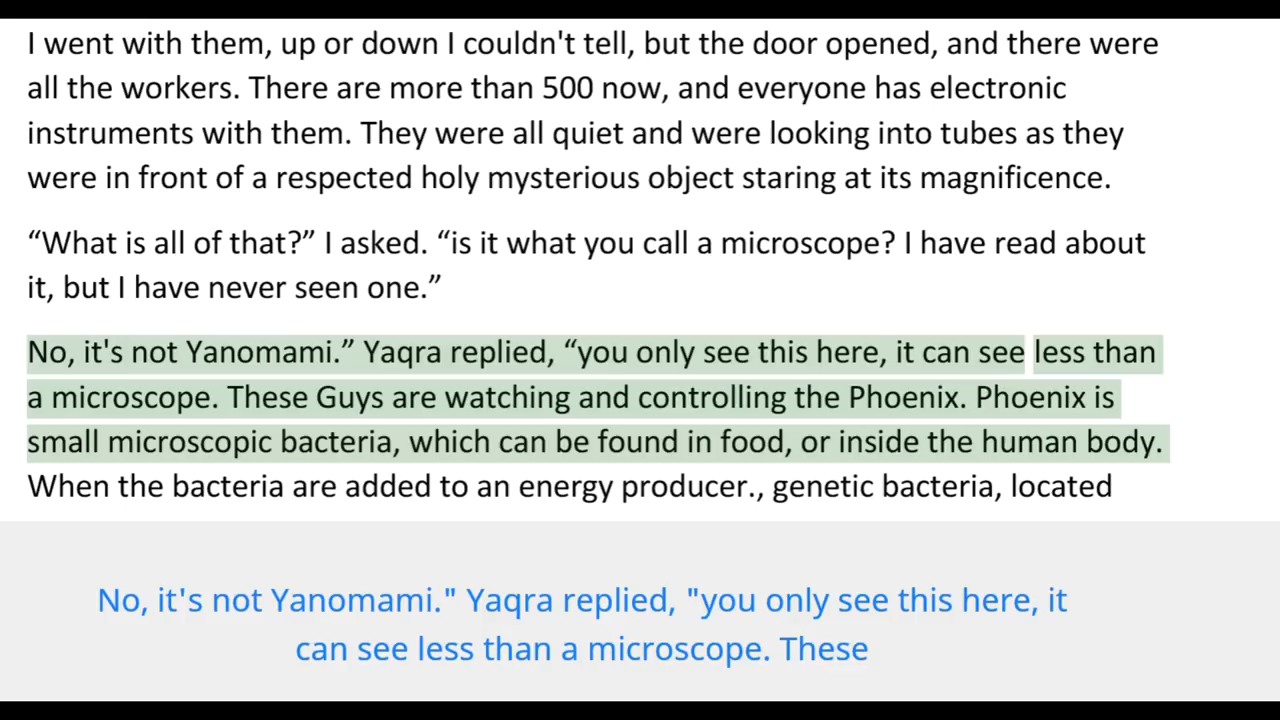 I went with them, up or down I couldn't tell, but the door opened, and there were
all the workers. There are more than 500 now, and everyone has electronic
instruments with them. They were all quiet and were looking into tubes as they
were in front of a respected holy mysterious object staring at its magnificence.
“What is all of that?” I asked. “is it what you call a microscope? I have read about
it, but I have never seen one.”
No, it's not Yanomami.” Yaqra replied, “you only see this here, it can see less than
a microscope. These Guys are watching and controlling the Phoenix. Phoenix is
small microscopic bacteria, which can be found in food, or inside the human body.
When the bacteria are added to an energy producer., genetic bacteria, located
No, it's not Yanomami." Yaqra replied, "you only see this here, it
can see less than a microscope. These